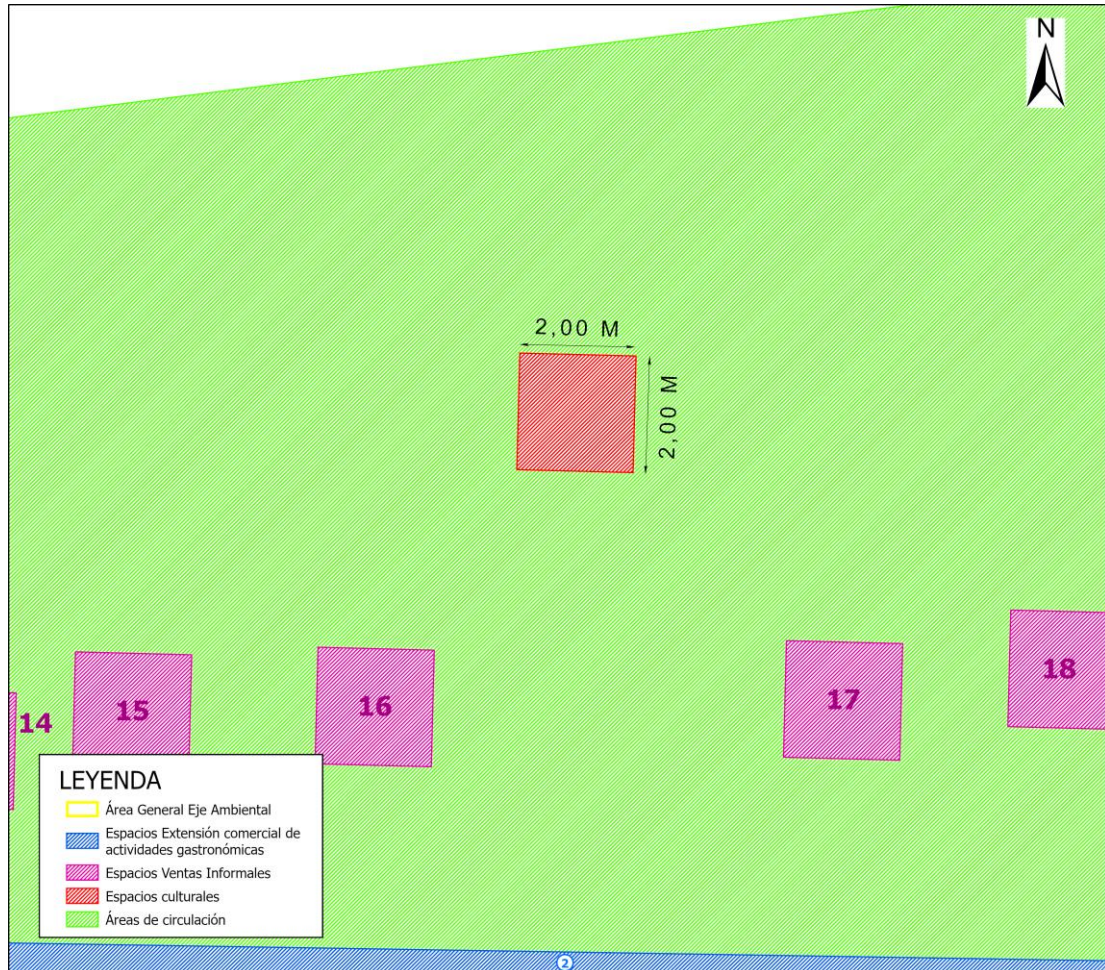 N
2,00 M
2,00 M
18
17
16
15
14
LEYENDA
Área General Eje Ambiental
Espacios Extensión comercial de
actividades gastronómicas
Espacios Ventas Informales
Espacios culturales
Áreas de circulación
2